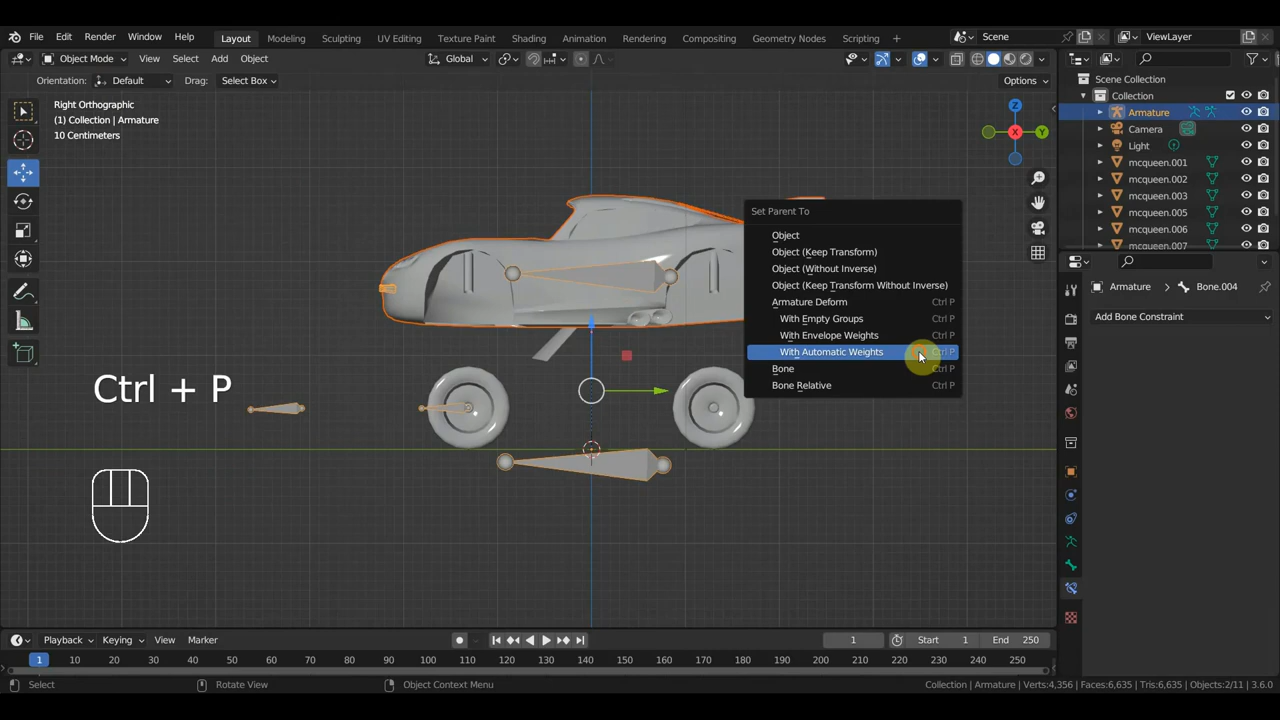 File Edit Render Window Help Layout Modeling Sculpting UV Editing Texture Paint Shading Animation Rendering Compositing Geometry Nodes Scripting + Scene ViewLayer
Object Mode View Select Add Object Global Options
Orientation: Default Drag: Select Box
Right Orthographic
(1) Collection | Armature
10 Centimeters
Z
X
Y
Scene Collection
Collection
Armature
Camera
Light
mcqueen.001
mcqueen.002
mcqueen.003
mcqueen.005
mcqueen.006
mcqueen.007
Set Parent To
Object
Object (Keep Transform)
Object (Without Inverse)
Object (Keep Transform Without Inverse)
Armature Deform Ctrl P
With Empty Groups Ctrl P
With Envelope Weights Ctrl P
With Automatic Weights Ctrl P
Bone Ctrl P
Bone Relative Ctrl P
Armature > Bone.004
Add Bone Constraint
Ctrl + P
Playback Keying View Marker 1 Start 1 End 250
1 10 20 30 40 50 60 70 80 90 100 110 120 130 140 150 160 170 180 190 200 210 220 230 240 250
Select Rotate View Object Context Menu Collection | Armature | Verts:4,356 | Faces:6,635 | Tris:6,635 | Objects:2/11 | 3.6.0